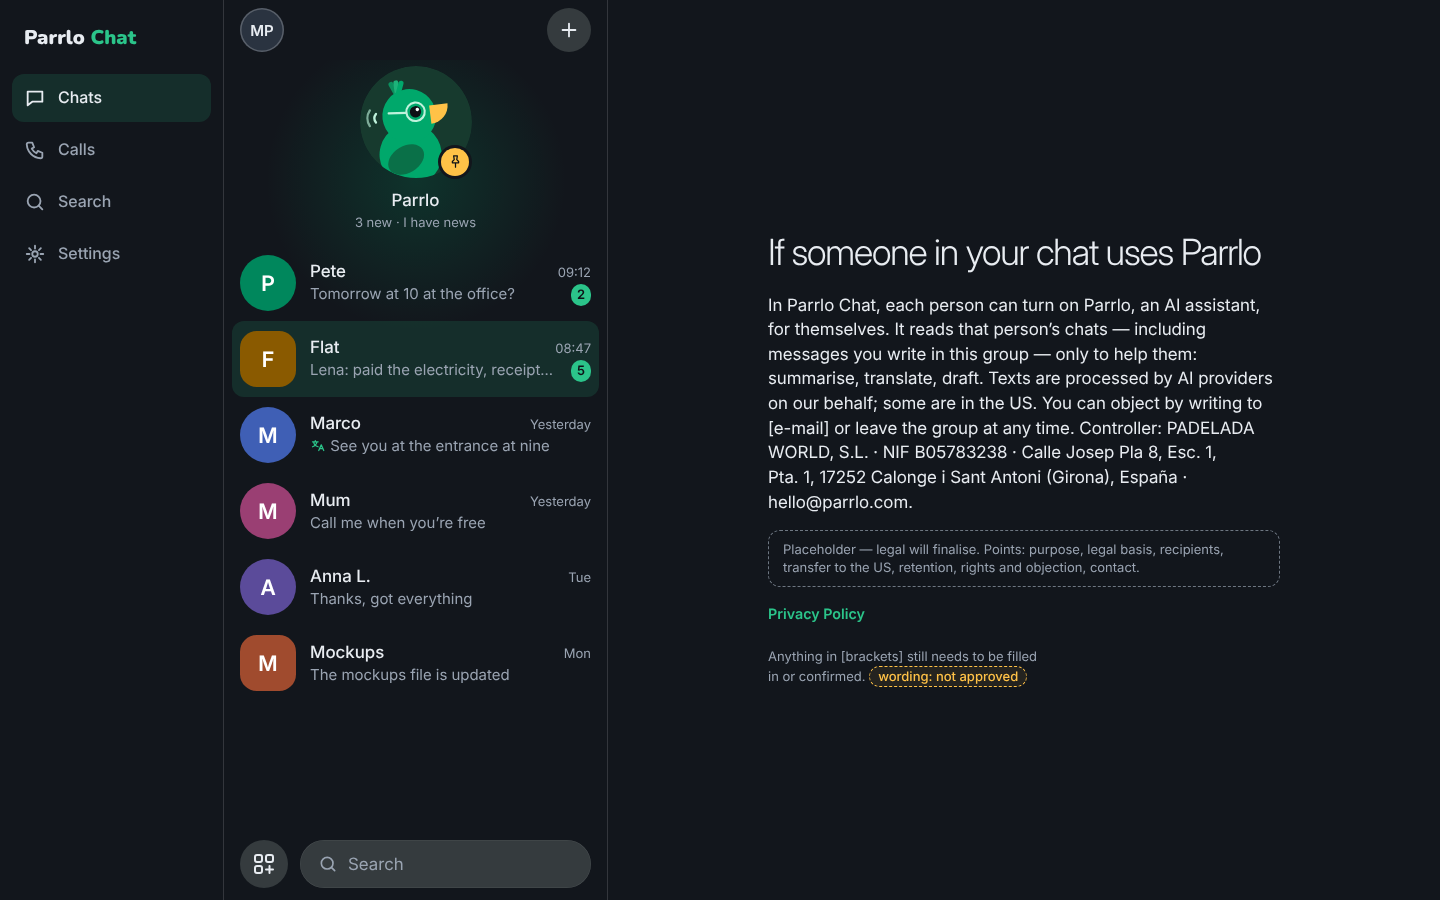 Parrlo Chat
Chats
Calls
Search
Settings
MP
Parrlo
3 new · I have news
P
Pete
09:12
Tomorrow at 10 at the office?
2
F
Flat
08:47
Lena: paid the electricity, receipt…
5
M
Marco
Yesterday
See you at the entrance at nine
M
Mum
Yesterday
Call me when you’re free
A
Anna L.
Tue
Thanks, got everything
M
Mockups
Mon
The mockups file is updated
Search
If someone in your chat uses Parrlo
In Parrlo Chat, each person can turn on Parrlo, an AI assistant,
for themselves. It reads that person’s chats — including
messages you write in this group — only to help them:
summarise, translate, draft. Texts are processed by AI providers
on our behalf; some are in the US. You can object by writing to
[e-mail] or leave the group at any time. Controller: PADELADA
WORLD, S.L. · NIF B05783238 · Calle Josep Pla 8, Esc. 1,
Pta. 1, 17252 Calonge i Sant Antoni (Girona), España ·
hello@parrlo.com.
Placeholder — legal will finalise. Points: purpose, legal basis, recipients,
transfer to the US, retention, rights and objection, contact.
Privacy Policy
Anything in [brackets] still needs to be filled
in or confirmed. wording: not approved